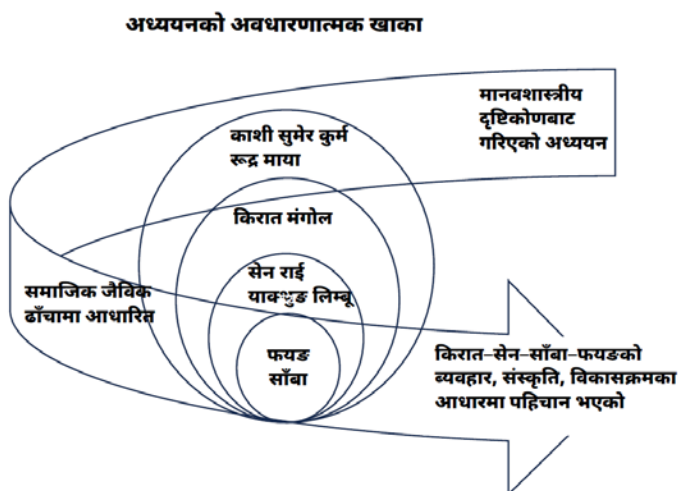 अध्ययनको अवधारणात्मक खाका
मानवशास्त्रीय
दृष्टिकोणबाट
गरिएको अध्ययन
काशी सुमेर कुर्म
रूद्र माया
किरात मंगोल
सेन राई
याक्थुङ लिम्बू
समाजिक जैविक
ढाँचामा आधारित
फयङ
साँबा
किरात–सेन–साँबा–फयङको
ब्यवहार, संस्कृति, विकासक्रमका
आधारमा पहिचान भएको